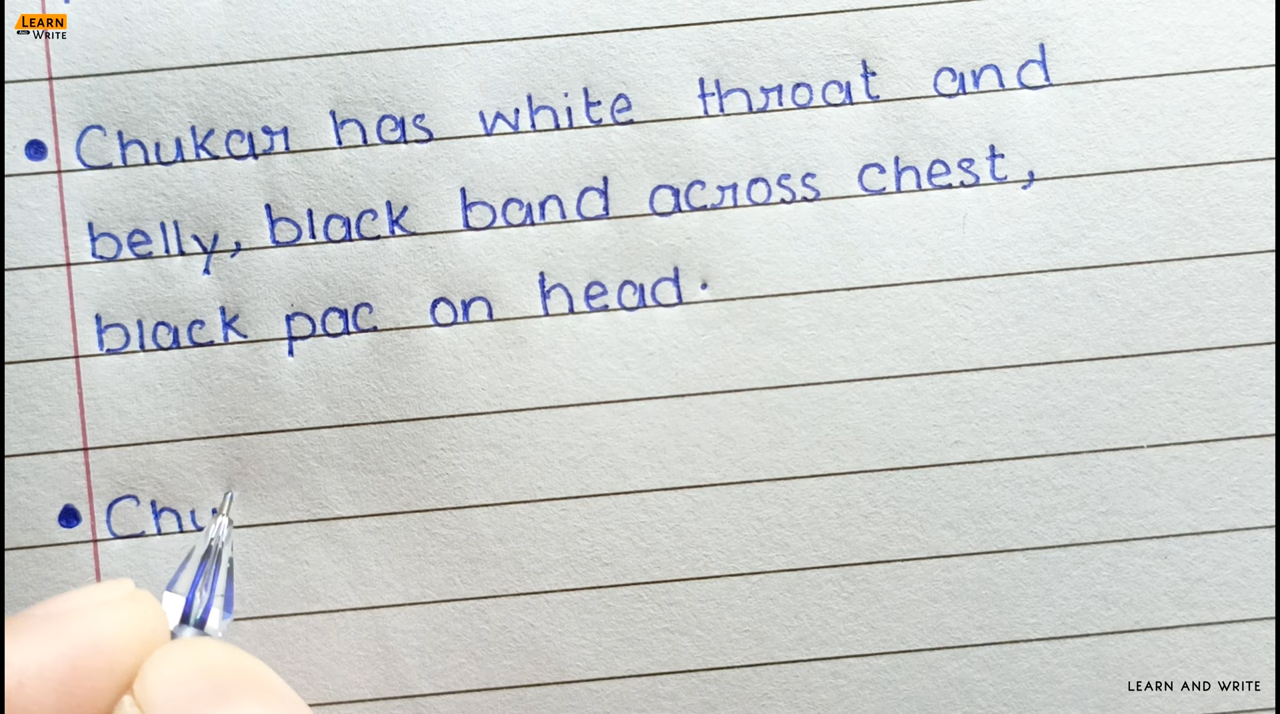 LEARN
AND WRITE
• Chukar has white throat and
belly, black band across chest,
black pac on head.
• Chu
LEARN AND WRITE